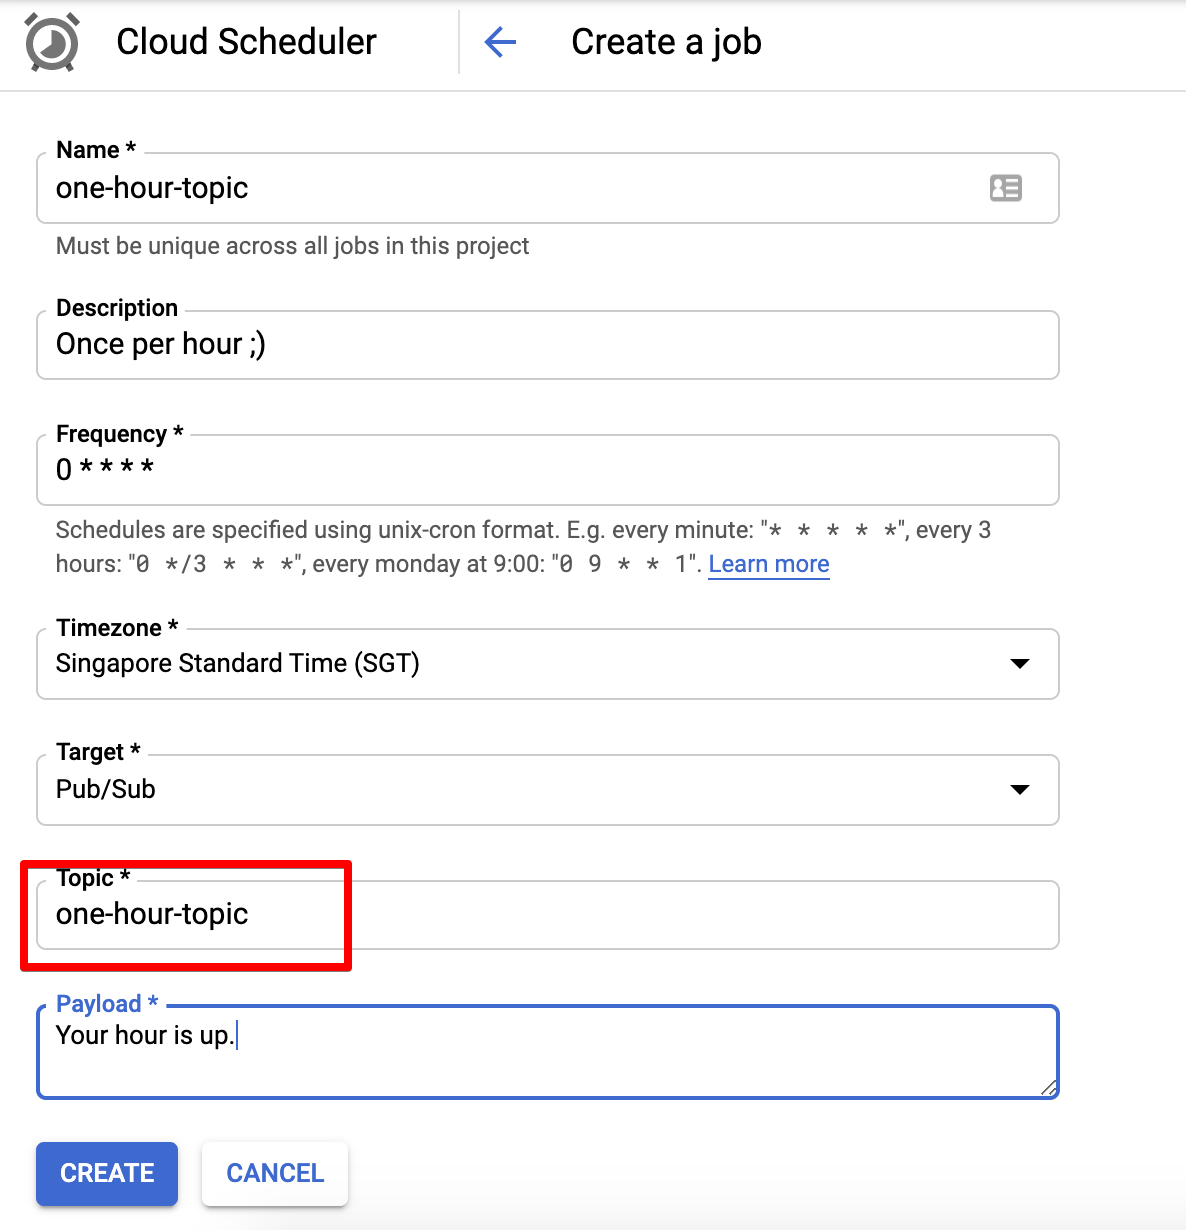 Cloud Scheduler
Create a job
Name *
one-hour-topic
Must be unique across all jobs in this project
Description
Once per hour ;)
Frequency *
0 * * * *
Schedules are specified using unix-cron format. E.g. every minute: "* * * * *", every 3
hours: "0 */3 * * *", every monday at 9:00: "0 9 * * 1". Learn more
Timezone *
Singapore Standard Time (SGT)
Target *
Pub/Sub
Topic *
one-hour-topic
Payload *
Your hour is up.
CREATE
CANCEL